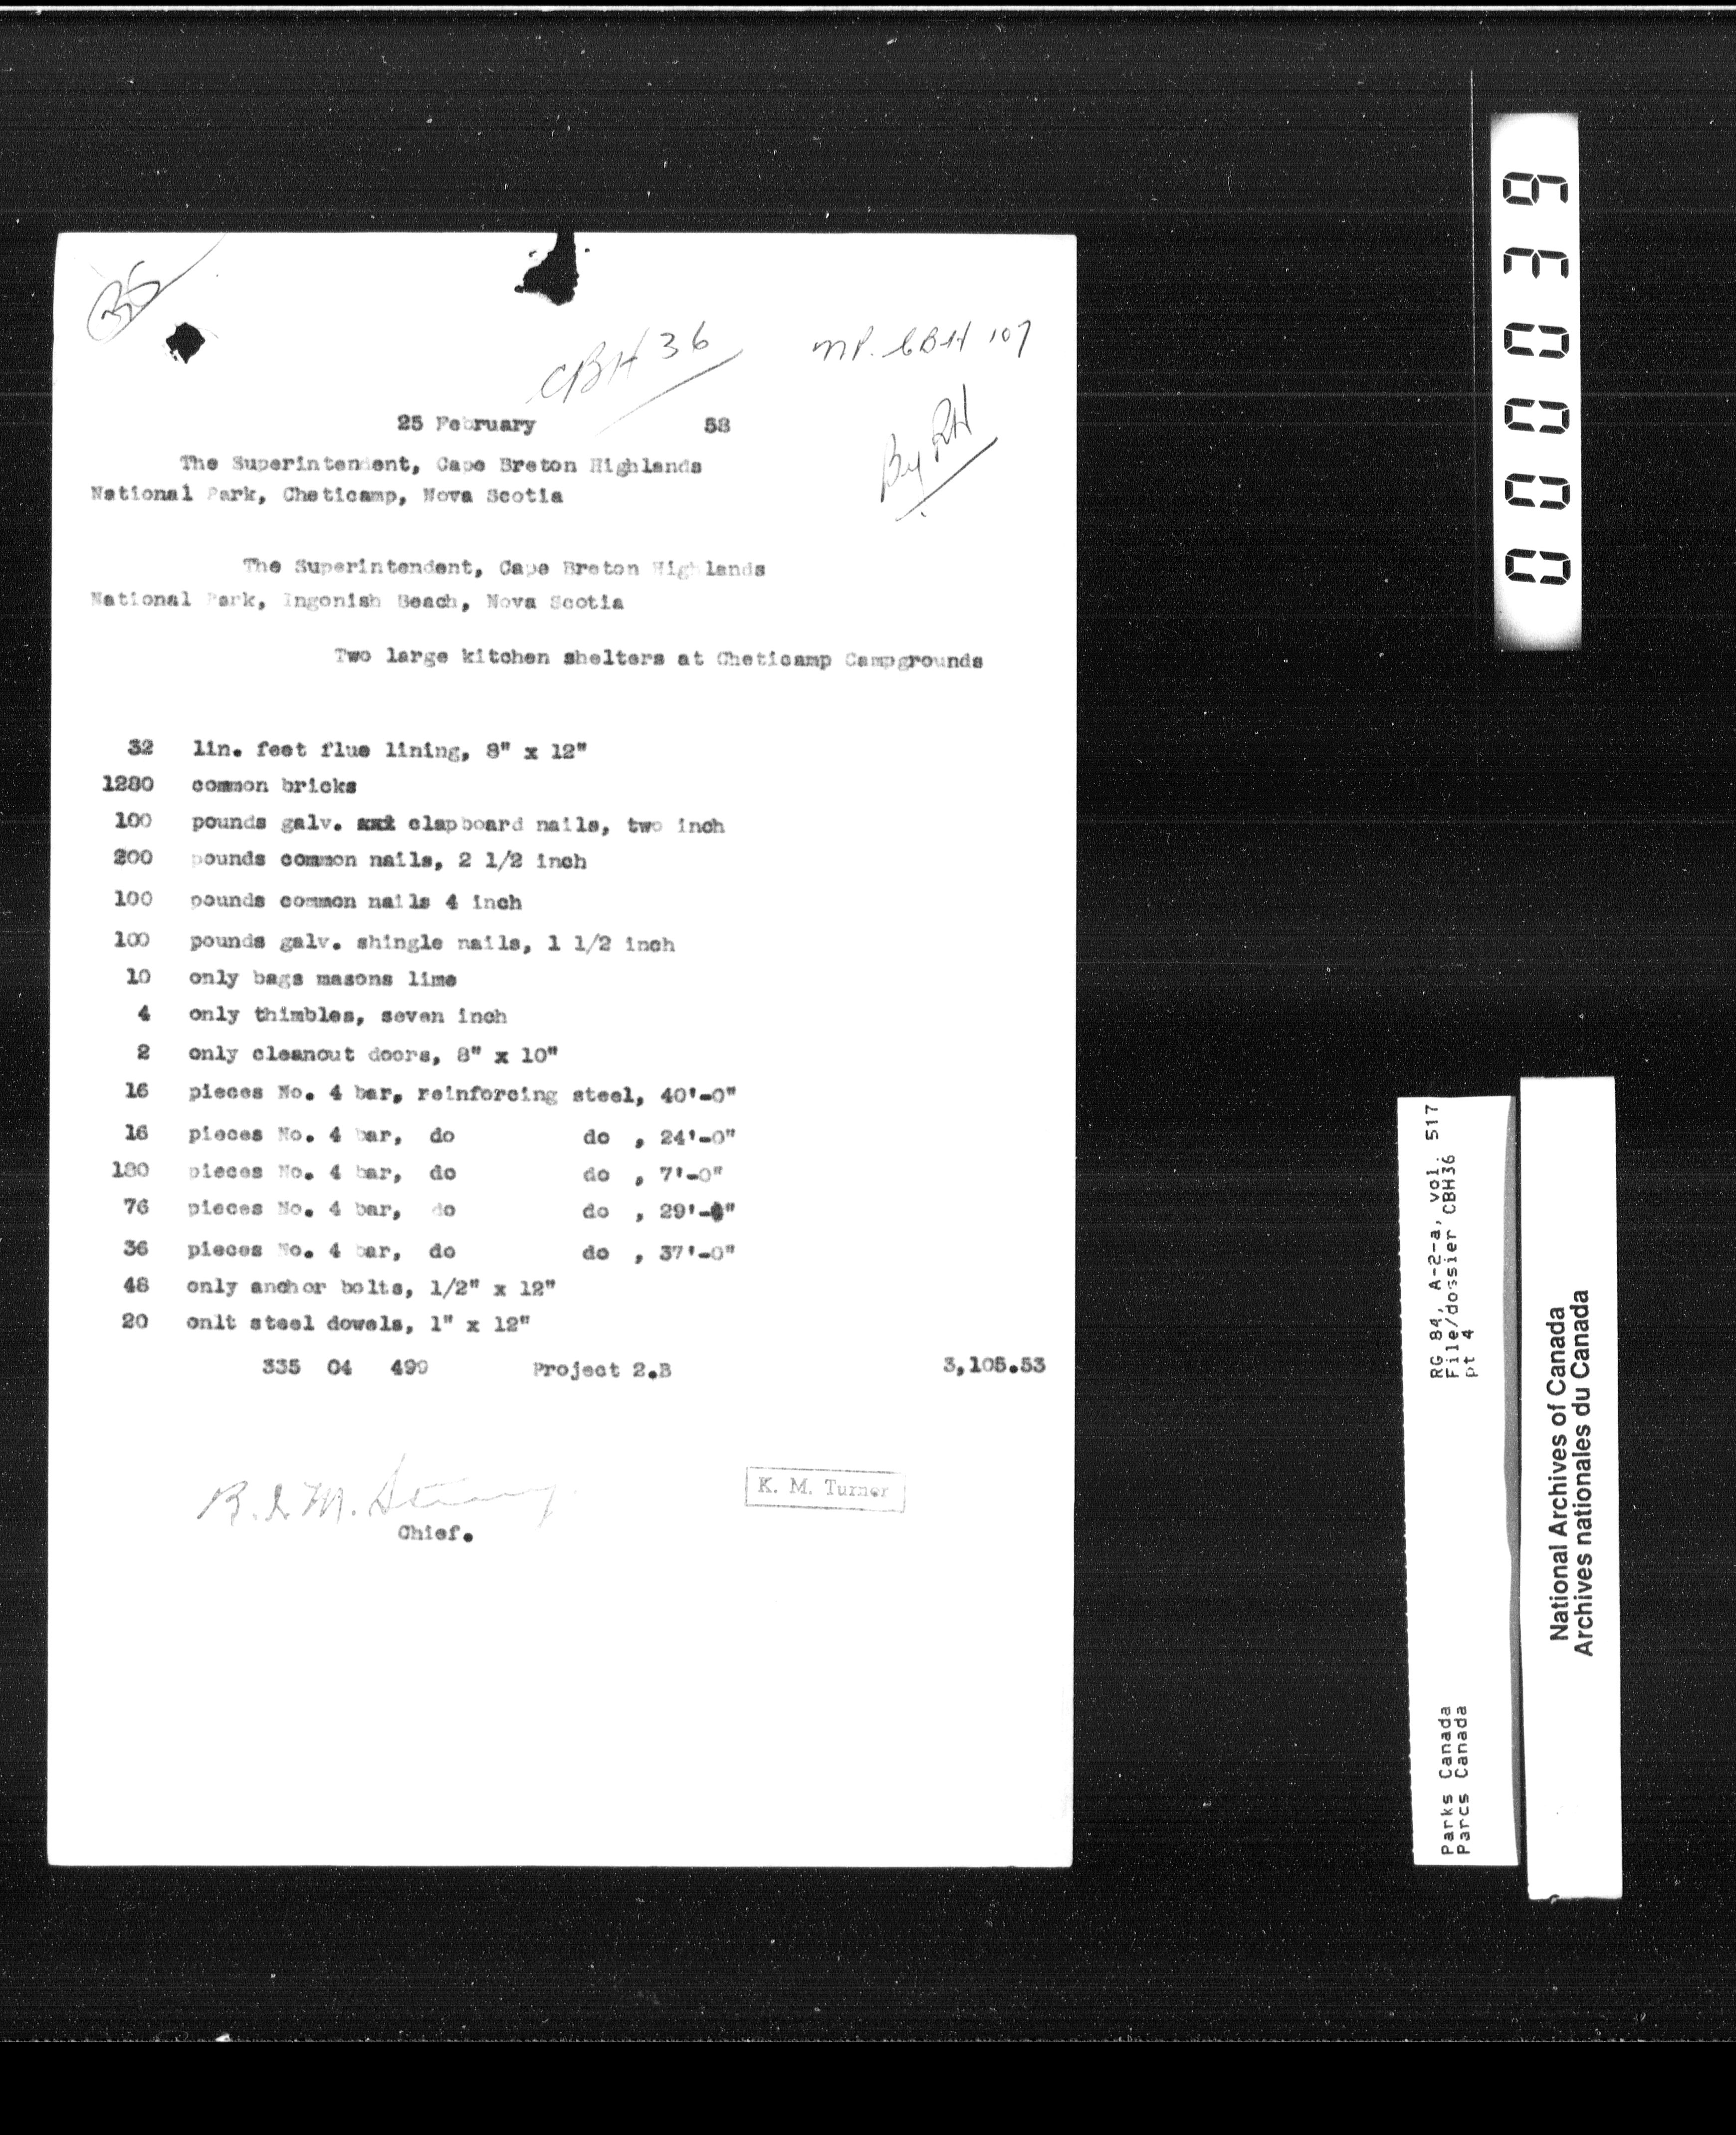 CBH 36
NP. CBH 107
By RH
25 February 58
The Superintendent, Cape Breton Highlands
National Park, Cheticamp, Nova Scotia
The Superintendent, Cape Breton Highlands
National Park, Ingonish Beach, Nova Scotia
Two large kitchen shelters at Cheticamp Campgrounds
32 lin. feet flue lining, 8" x 12"
1280 common bricks
100 pounds galv. clapboard nails, two inch
200 pounds common nails, 2 1/2 inch
100 pounds common nails 4 inch
100 pounds galv. shingle nails, 1 1/2 inch
10 only bags masons lime
4 only thimbles, seven inch
2 only cleanout doors, 8" x 10"
16 pieces No. 4 bar, reinforcing steel, 40'-0"
16 pieces No. 4 bar, do do , 24'-0"
180 pieces No. 4 bar, do do , 7'-0"
76 pieces No. 4 bar, do do , 29'-
36 pieces No. 4 bar, do do , 37'-0"
48 only anchor bolts, 1/2" x 12"
20 onlt steel dowels, 1" x 12"
335 04 499 Project 2.B 3,105.53
K. M. Turner
Chief.
000039
RG 84, A-2-a, vol. 517
File/dossier CBH36
pt 4
Parks Canada
Parcs Canada
National Archives of Canada
Archives nationales du Canada